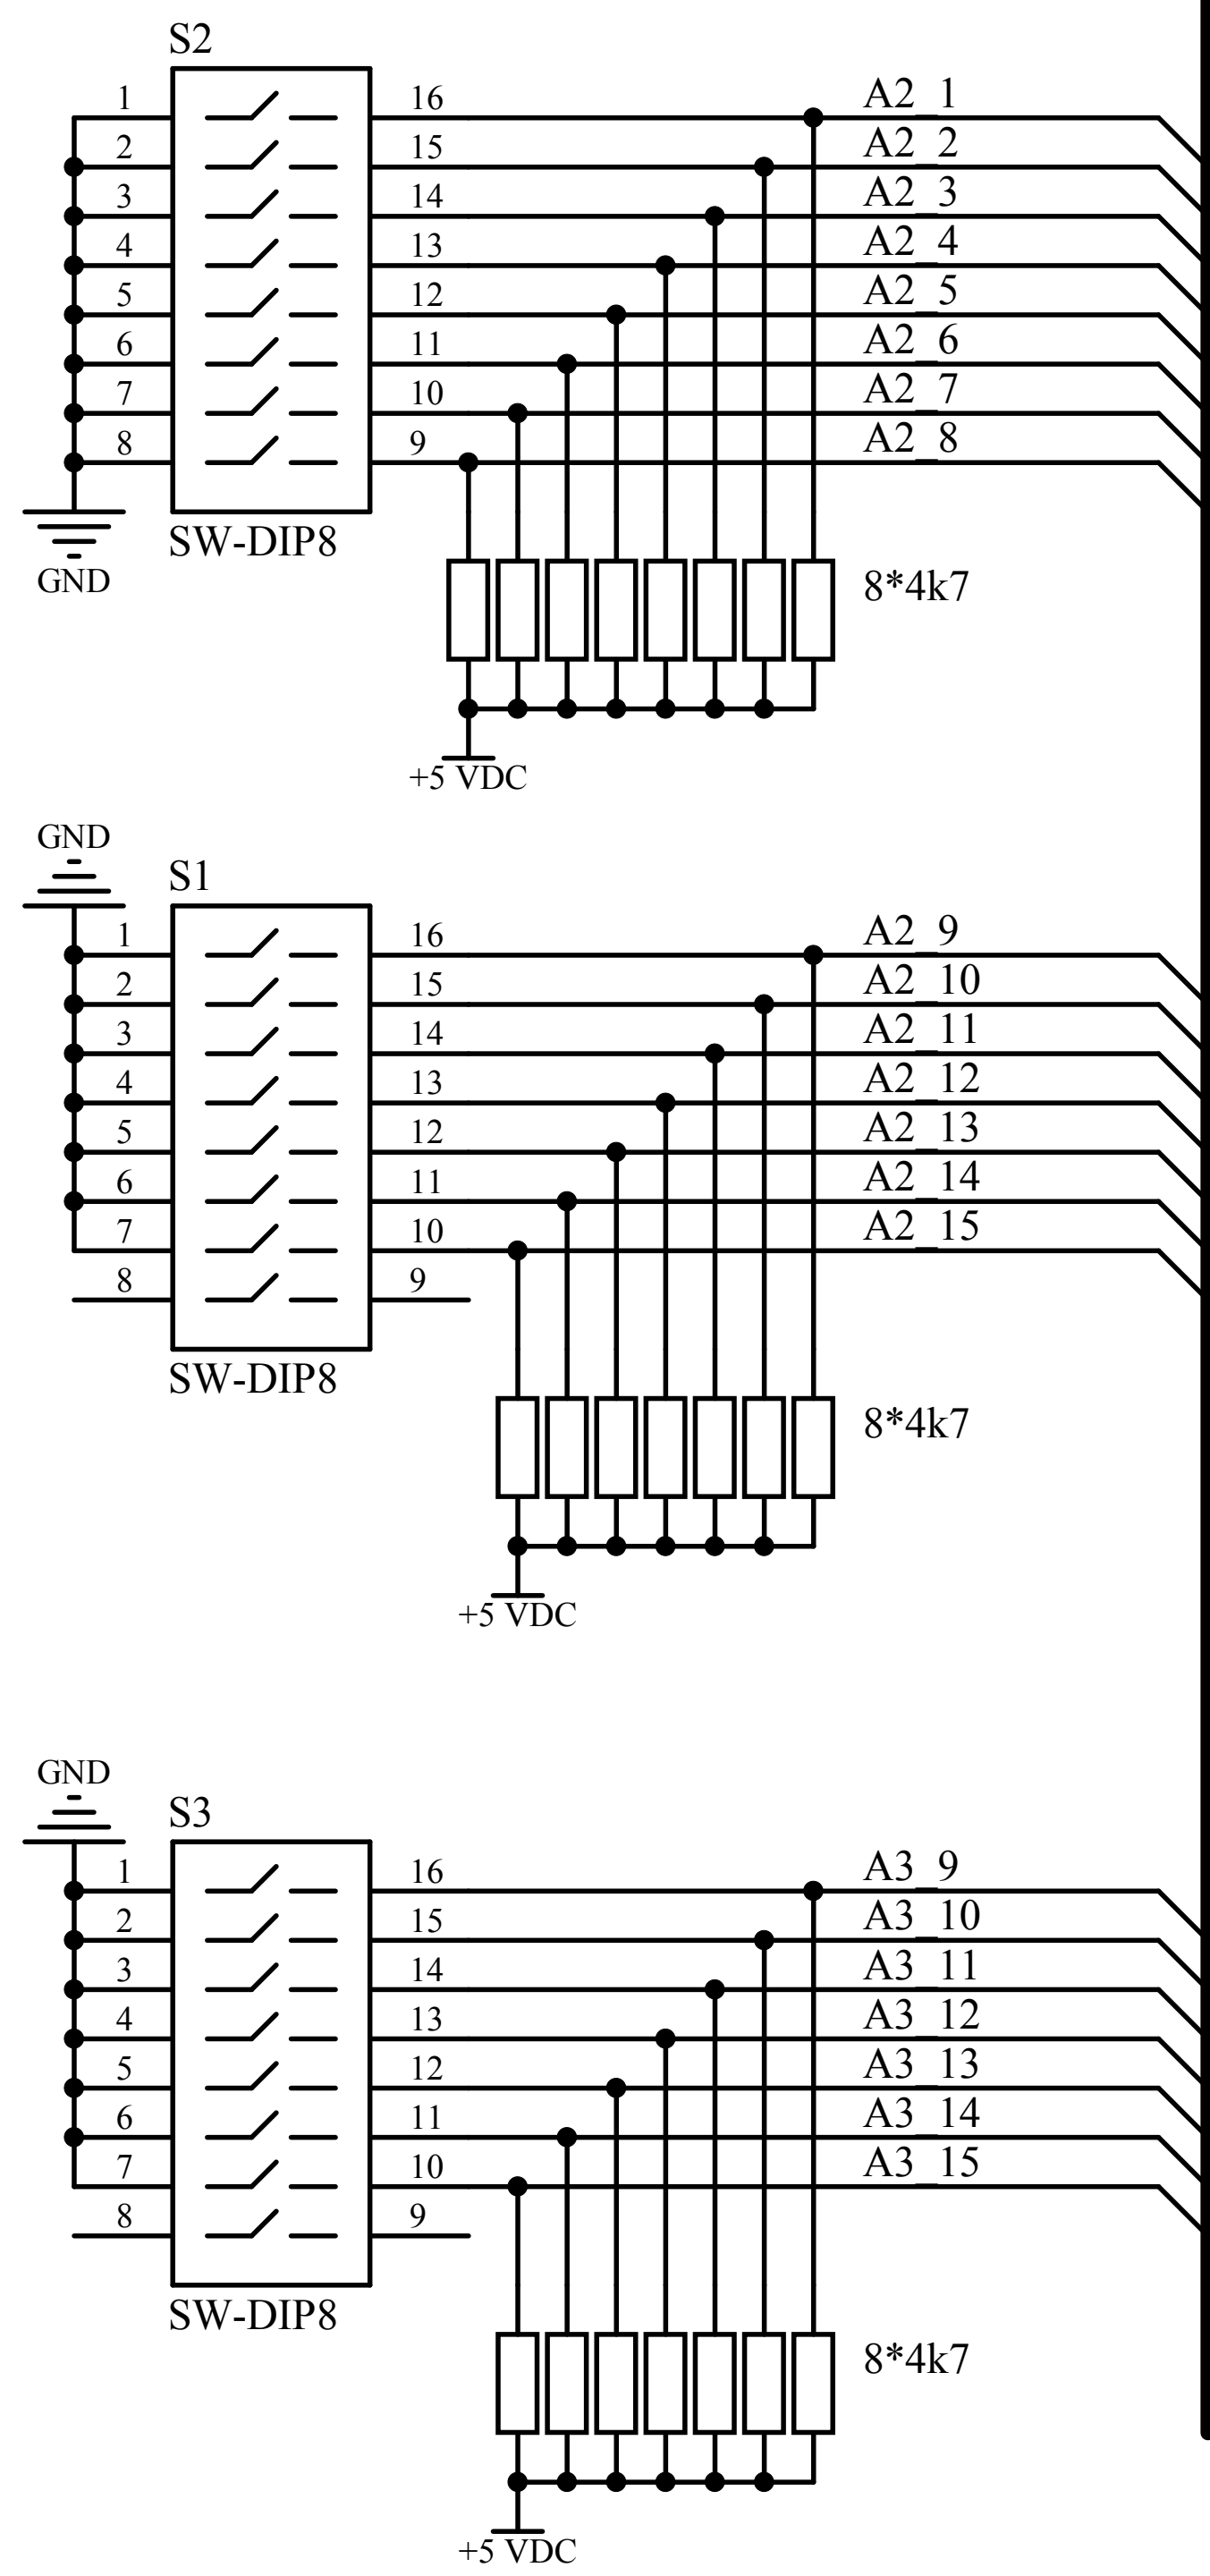 S2
1 16 A2_1
2 15 A2_2
3 14 A2_3
4 13 A2_4
5 12 A2_5
6 11 A2_6
7 10 A2_7
8 9 A2_8
SW-DIP8
GND
8*4k7
+5 VDC
GND
S1
1 16 A2_9
2 15 A2_10
3 14 A2_11
4 13 A2_12
5 12 A2_13
6 11 A2_14
7 10 A2_15
8 9
SW-DIP8
8*4k7
+5 VDC
GND
S3
1 16 A3_9
2 15 A3_10
3 14 A3_11
4 13 A3_12
5 12 A3_13
6 11 A3_14
7 10 A3_15
8 9
SW-DIP8
8*4k7
+5 VDC